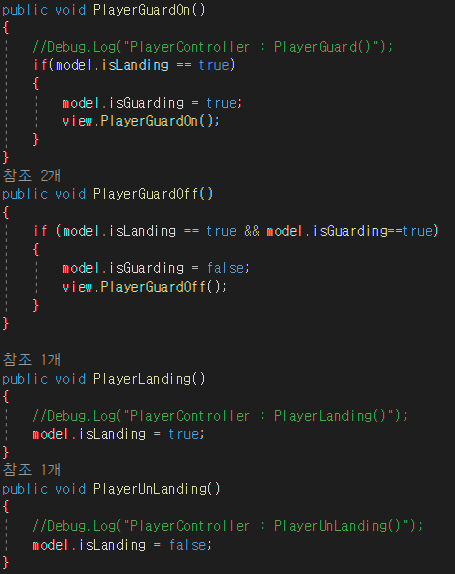 public void PlayerGuardOn()
{
//Debug.Log("PlayerController : PlayerGuard()");
if(model.isLanding == true)
{
model.isGuarding = true;
view.PlayerGuardOn();
}
}
참조 2개
public void PlayerGuardOff()
{
if (model.isLanding == true && model.isGuarding==true)
{
model.isGuarding = false;
view.PlayerGuardOff();
}
}
참조 1개
public void PlayerLanding()
{
//Debug.Log("PlayerController : PlayerLanding()");
model.isLanding = true;
}
참조 1개
public void PlayerUnLanding()
{
//Debug.Log("PlayerController : PlayerUnLanding()");
model.isLanding = false;
}